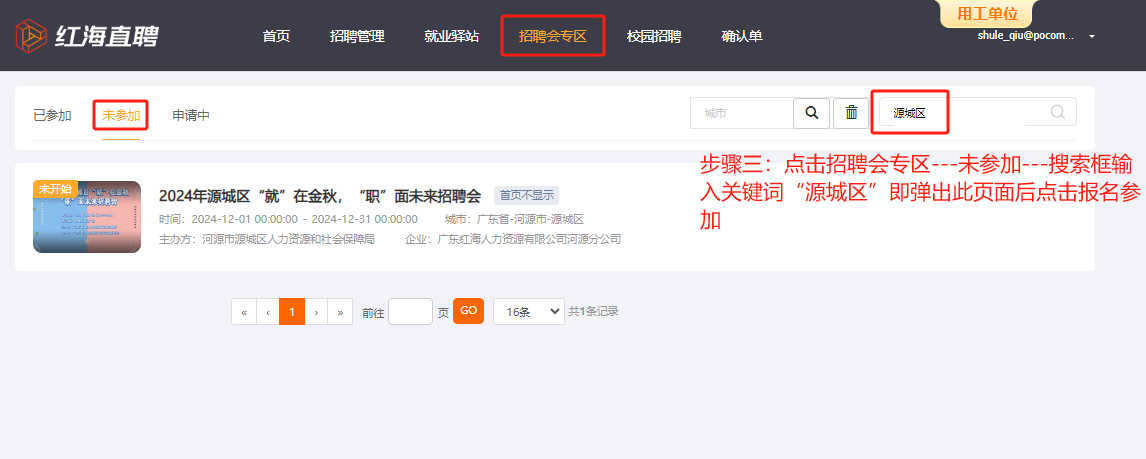 用工单位
红海直聘
首页 招聘管理 就业驿站 招聘会专区 校园招聘 确认单
shule_qiu@pocom...
已参加 未参加 申请中
城市
源城区
步骤三：点击招聘会专区---未参加---搜索框输
入关键词“源城区”即弹出此页面后点击报名参
加
未开始
2024年源城区“就”在金秋，“职”面未来招聘会 首页不显示
时间：2024-12-01 00:00:00 - 2024-12-31 00:00:00 城市：广东省-河源市-源城区
主办方：河源市源城区人力资源和社会保障局 企业：广东红海人力资源有限公司河源分公司
« ‹ 1 › » 前往 页 GO 16条 共1条记录